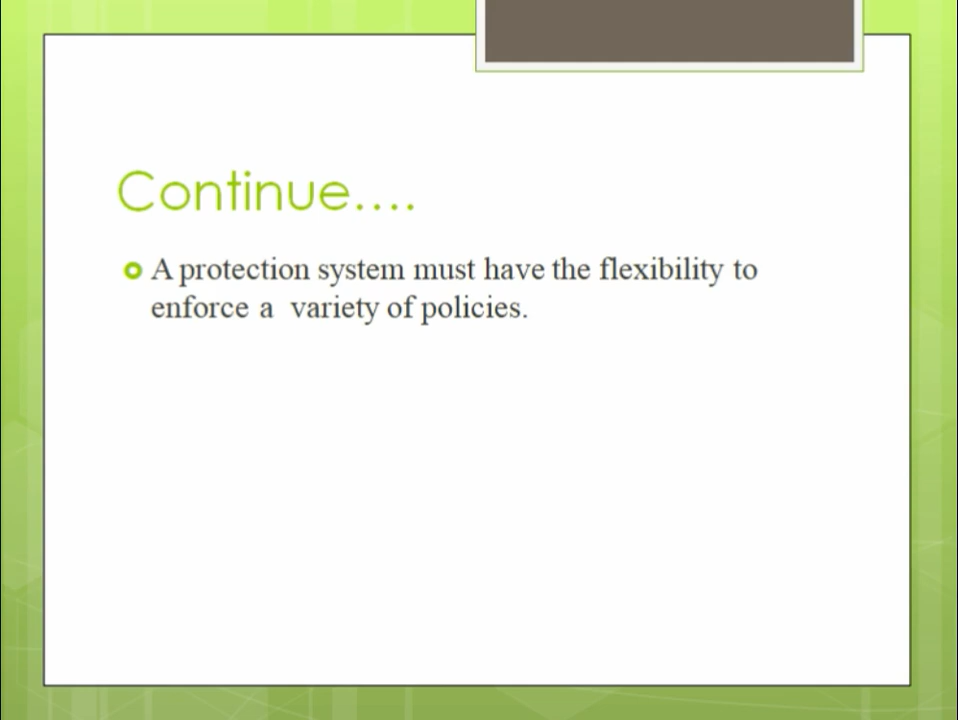 Continue....
A protection system must have the flexibility to
enforce a  variety of policies.